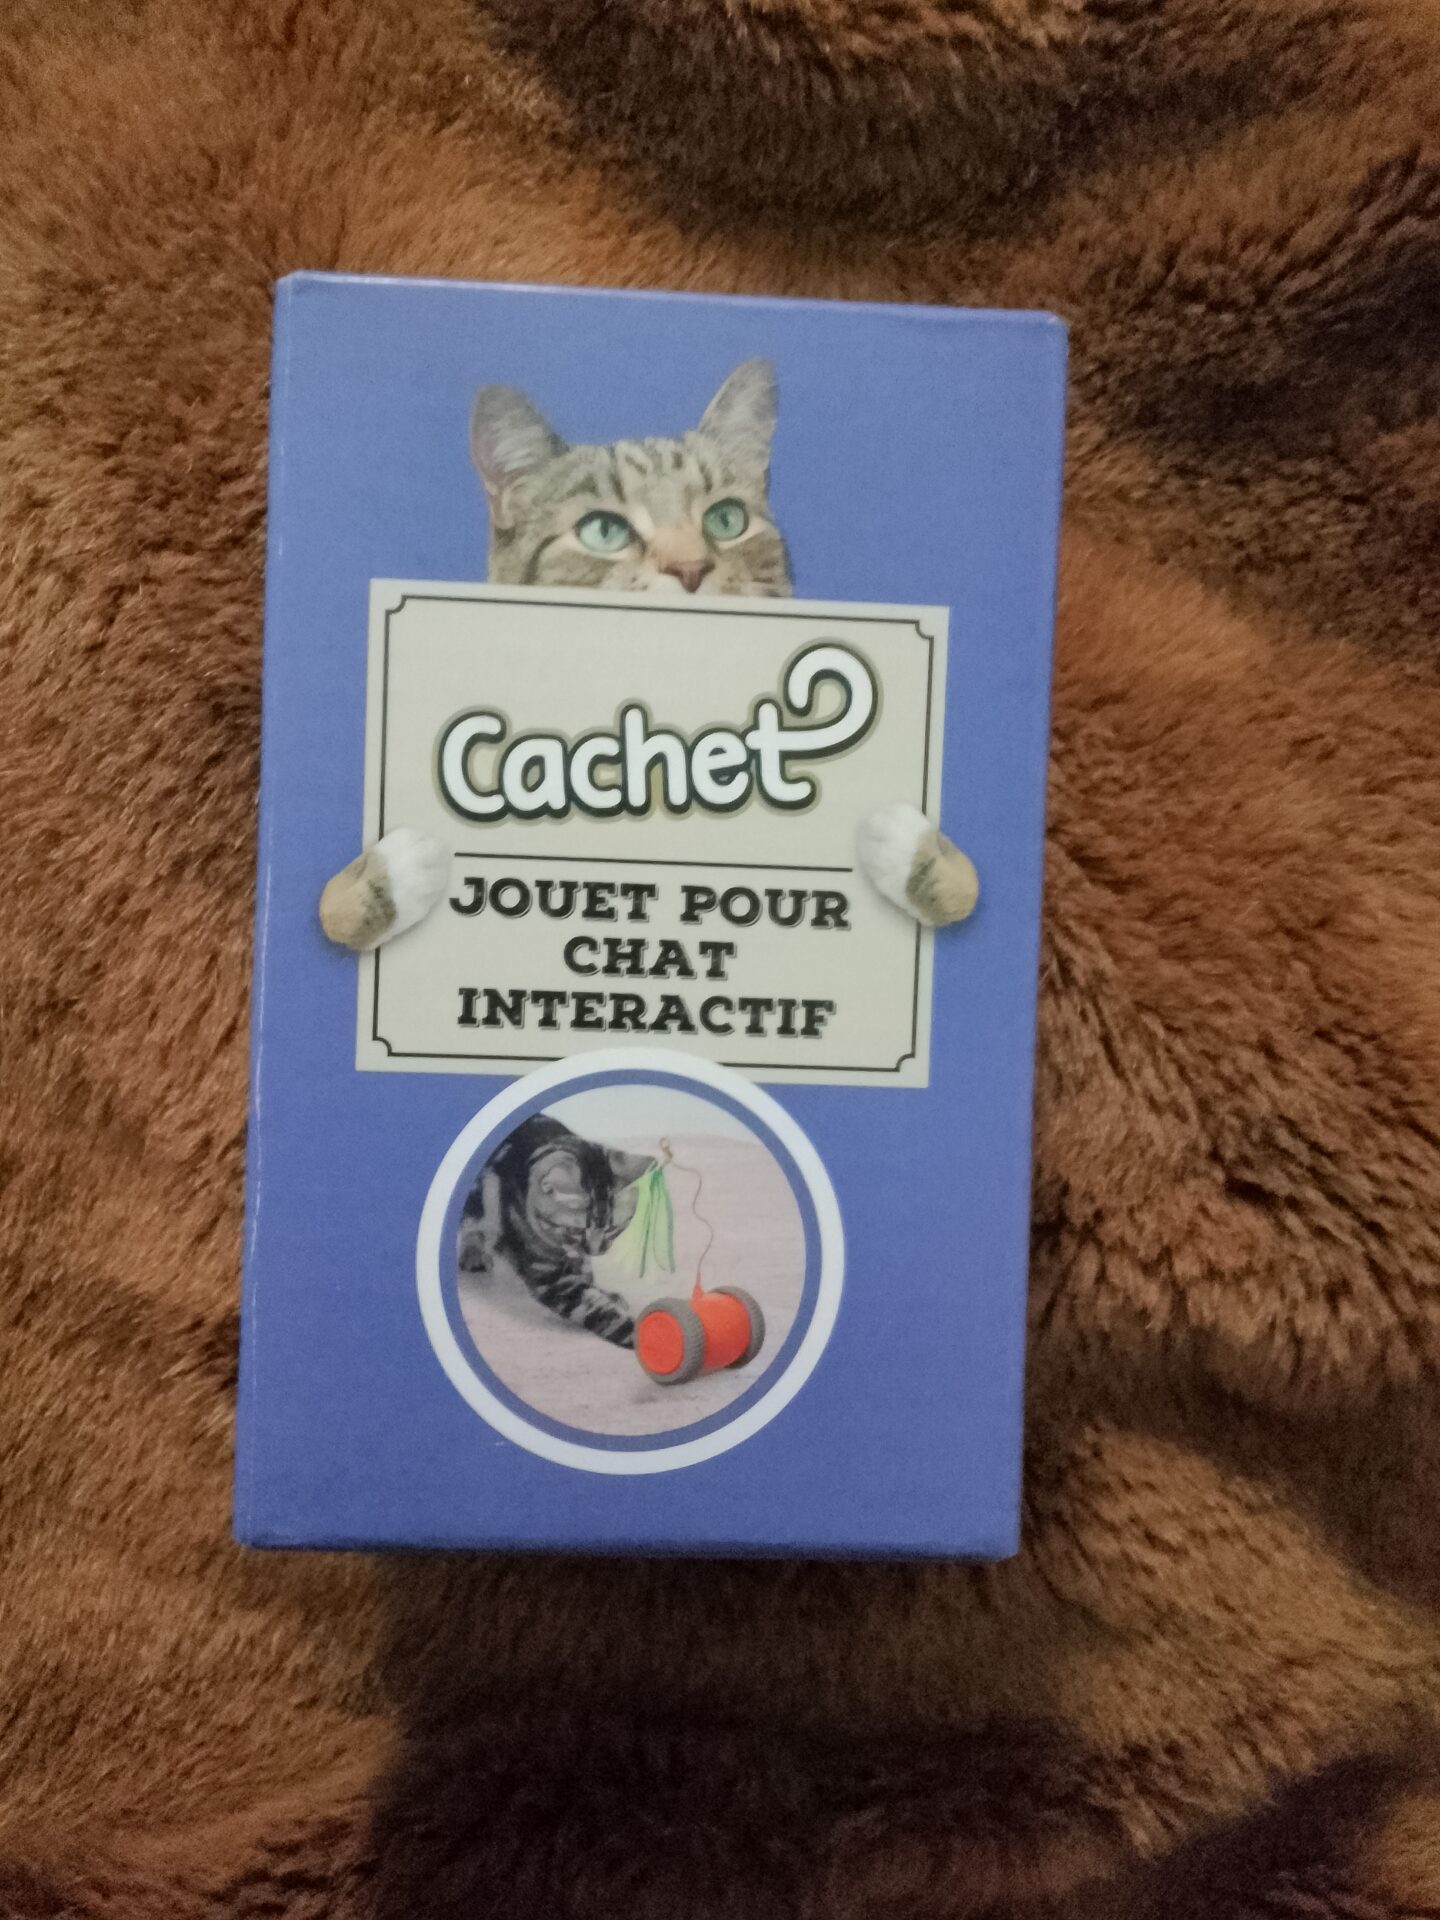 Cachet
JOUET POUR
CHAT
INTERACTIF